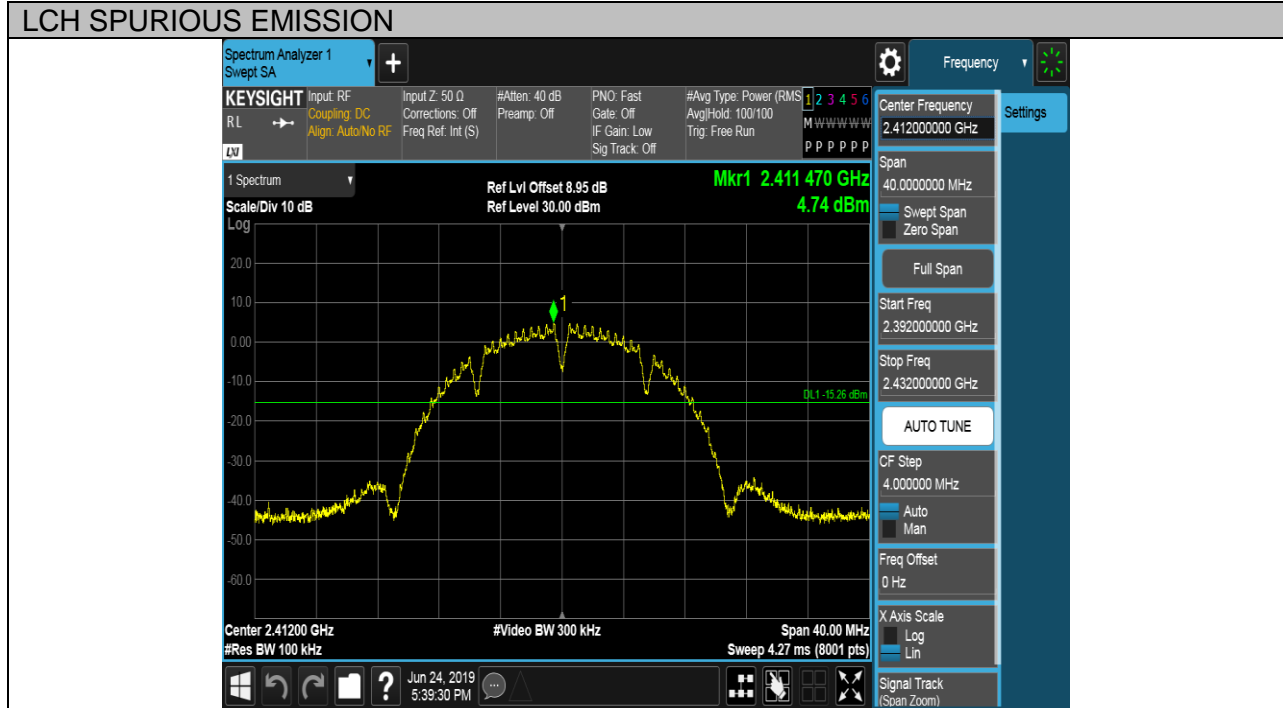 LCH SPURIOUS EMISSION
Spectrum Analyzer 1
Swept SA
Frequency
KEYSIGHT
RL
LXI
Input: RF
Coupling: DC
Align: Auto/No RF
Input Z: 50 Ω
Corrections: Off
Freq Ref: Int (S)
#Atten: 40 dB
Preamp: Off
PNO: Fast
Gate: Off
IF Gain: Low
Sig Track: Off
#Avg Type: Power (RMS
Avg|Hold: 100/100
Trig: Free Run
1 2 3 4 5 6
M W W W W W
P P P P P P
1 Spectrum
Scale/Div 10 dB
Log
Ref Lvl Offset 8.95 dB
Ref Level 30.00 dBm
Mkr1 2.411 470 GHz
4.74 dBm
20.0
10.0
0.00
-10.0
-20.0
-30.0
-40.0
-50.0
-60.0
1
DL1 -15.26 dBm
Center 2.41200 GHz
#Res BW 100 kHz
#Video BW 300 kHz
Span 40.00 MHz
Sweep 4.27 ms (8001 pts)
Jun 24, 2019
5:39:30 PM
?
Center Frequency
2.412000000 GHz
Settings
Span
40.0000000 MHz
Swept Span
Zero Span
Full Span
Start Freq
2.392000000 GHz
Stop Freq
2.432000000 GHz
AUTO TUNE
CF Step
4.000000 MHz
Auto
Man
Freq Offset
0 Hz
X Axis Scale
Log
Lin
Signal Track
(Span Zoom)